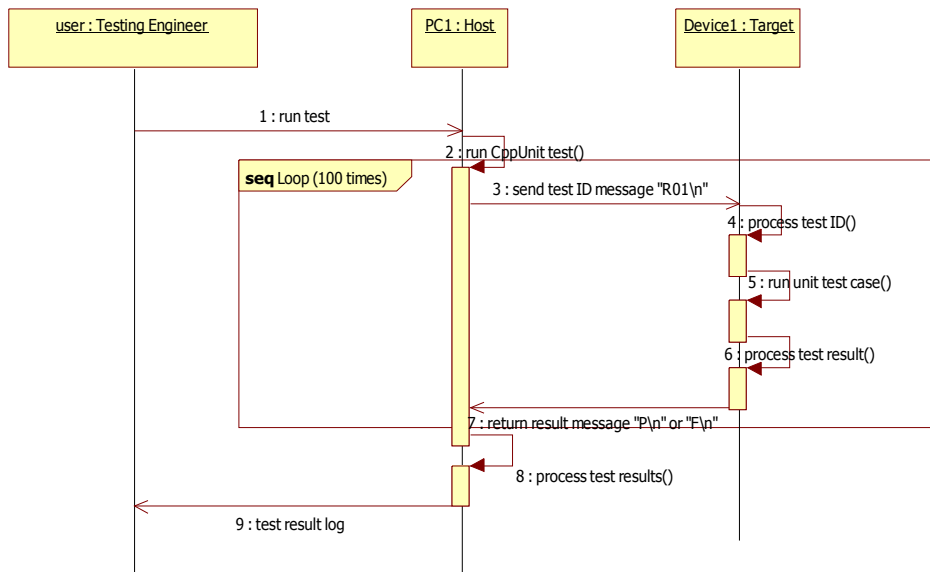 user : Testing Engineer
PC1 : Host
Device1 : Target
1 : run test
2 : run CppUnit test()
seq Loop (100 times)
3 : send test ID message "R01\n"
4 : process test ID()
5 : run unit test case()
6 : process test result()
7 : return result message "P\n" or "F\n"
8 : process test results()
9 : test result log